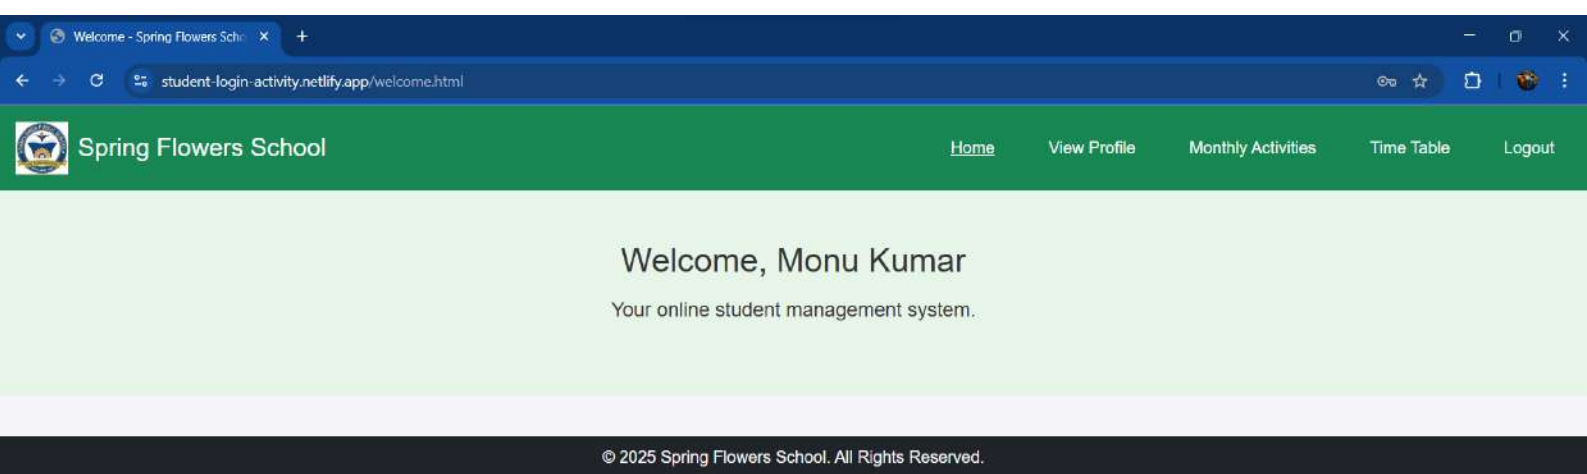 Welcome - Spring Flowers Scho
student-login-activity.netlify.app/welcome.html
Spring Flowers School
Home View Profile Monthly Activities Time Table Logout
Welcome, Monu Kumar
Your online student management system.
© 2025 Spring Flowers School. All Rights Reserved.